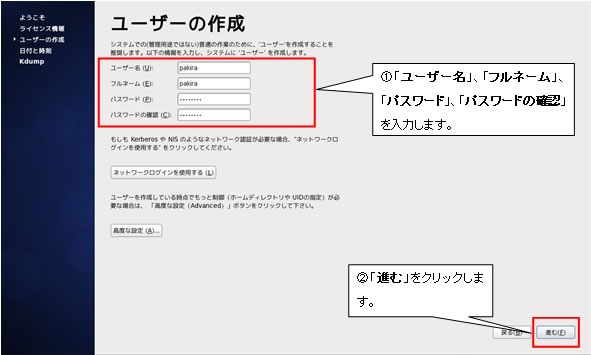 ようこそ
ライセンス情報
ユーザーの作成
日付と時刻
Kdump
ユーザーの作成
システムでの(管理用途ではない)普通の作業のために、'ユーザー'を作成することを
推奨します。以下の情報を入力し、システムに 'ユーザー' を作成します。
ユーザー名 (U):
pakira
フルネーム (E):
pakira
パスワード (P):
········
パスワードの確認 (C):
········
①「ユーザー名」、「フルネーム」、
「パスワード」、「パスワードの確認」
を入力します。
もしも Kerberos や NIS のようなネットワーク認証が必要な場合、"ネットワークロ
グインを使用する" をクリックしてください。
ネットワークログインを使用する (L)
ユーザーを作成している時点でもっと制御（ホームディレクトリや UIDの指定）が必
要な場合は、「高度な設定（Advanced）」ボタンをクリックして下さい。
高度な設定 (A)...
②「進む」をクリックしま
す。
戻る(B)
進む(F)